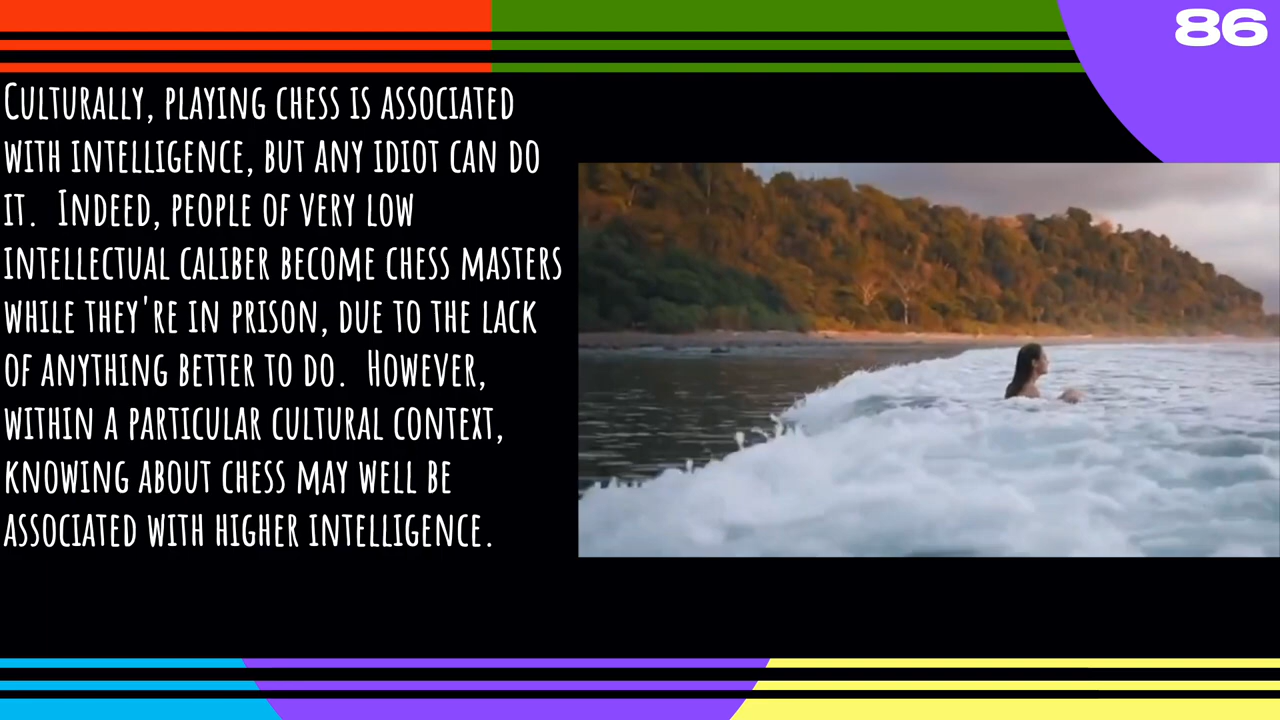 86
Culturally, playing chess is associated
with intelligence, but any idiot can do
it.  Indeed, people of very low
intellectual caliber become chess masters
while they're in prison, due to the lack
of anything better to do.  However,
within a particular cultural context,
knowing about chess may well be
associated with higher intelligence.